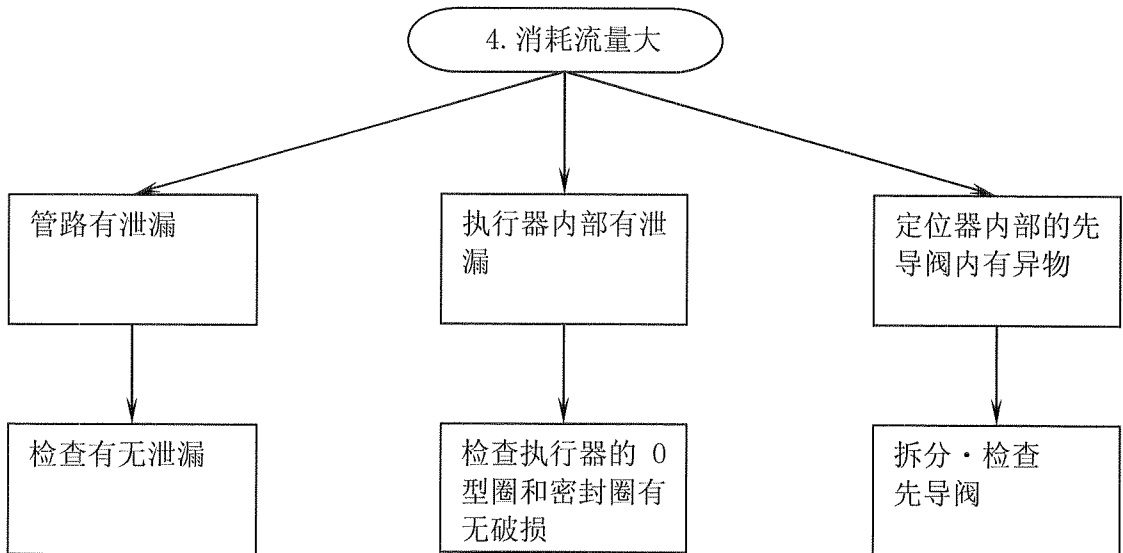 4. 消耗流量大
管路有泄漏
执行器内部有泄
漏
定位器内部的先
导阀内有异物
检查有无泄漏
检查执行器的 O
型圈和密封圈有
无破损
拆分·检查
先导阀